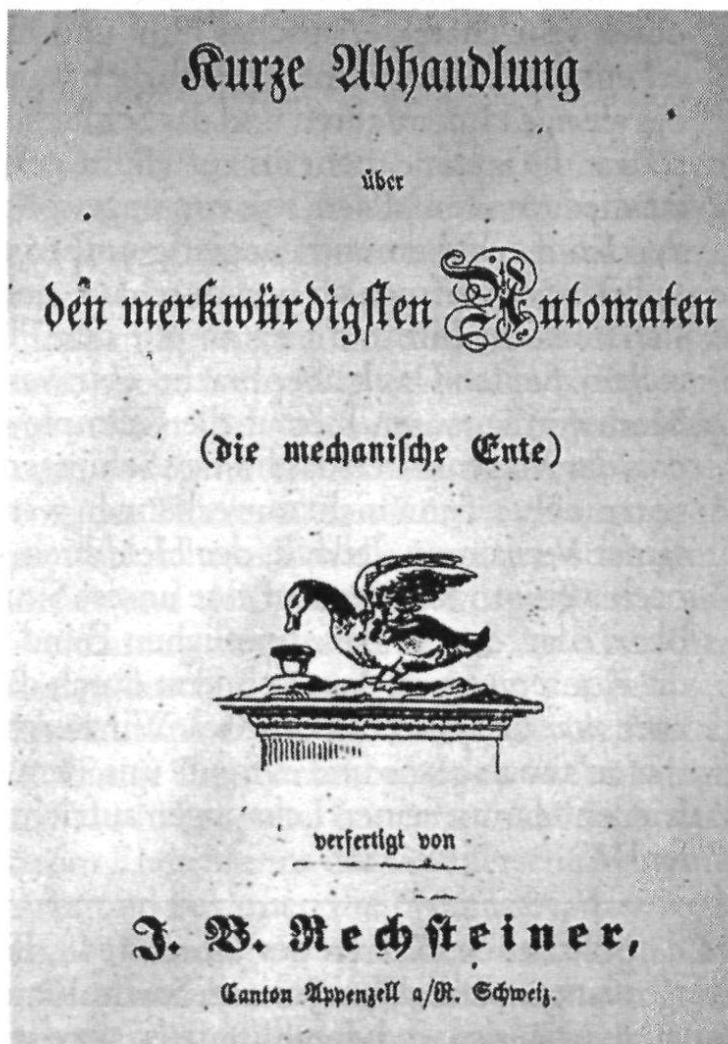 Kurze Abhandlung
über
den merkwürdigsten Automaten
(die mechanische Ente)
verfertigt von
J. B. Rechsteiner,
Canton Appenzell a/R. Schweiz.